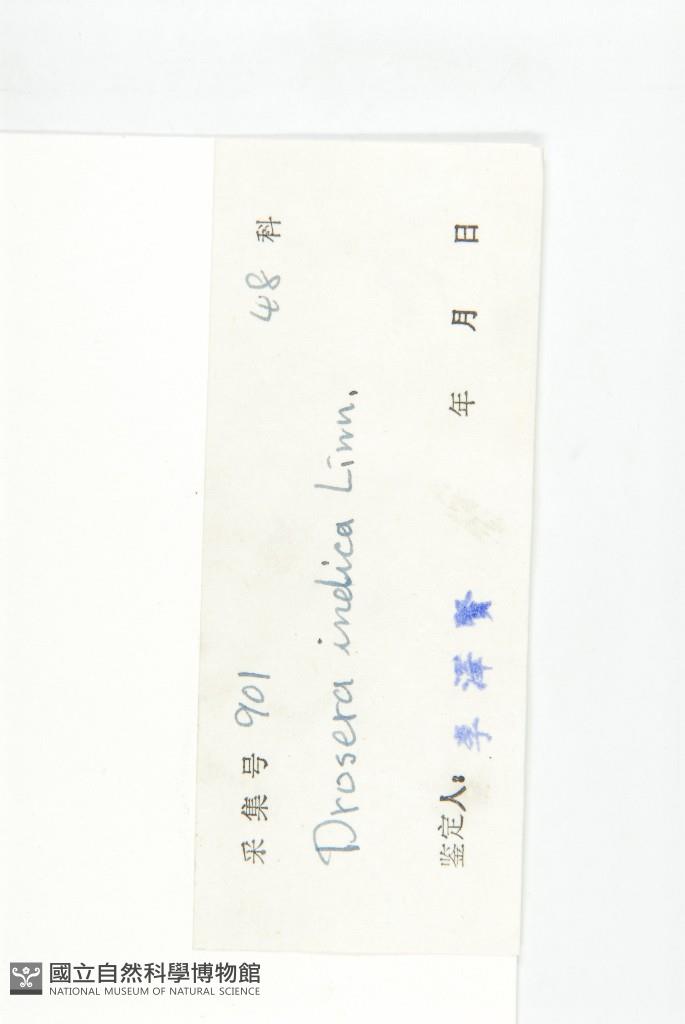 采集号 901 48 科
Drosera indica Linn.
鉴定人: 李泽贤 年 月 日
國立自然科學博物館
NATIONAL MUSEUM OF NATURAL SCIENCE